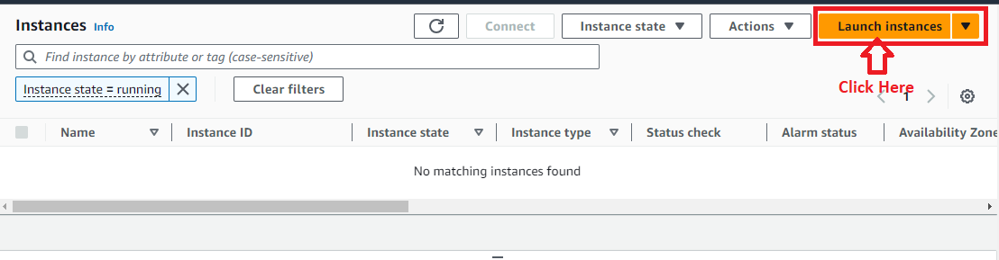 Instances Info
Connect
Instance state
Actions
Launch instances
Find instance by attribute or tag (case-sensitive)
Instance state = running
Clear filters
Click Here
1
Name Instance ID Instance state Instance type Status check Alarm status Availability Zone
No matching instances found